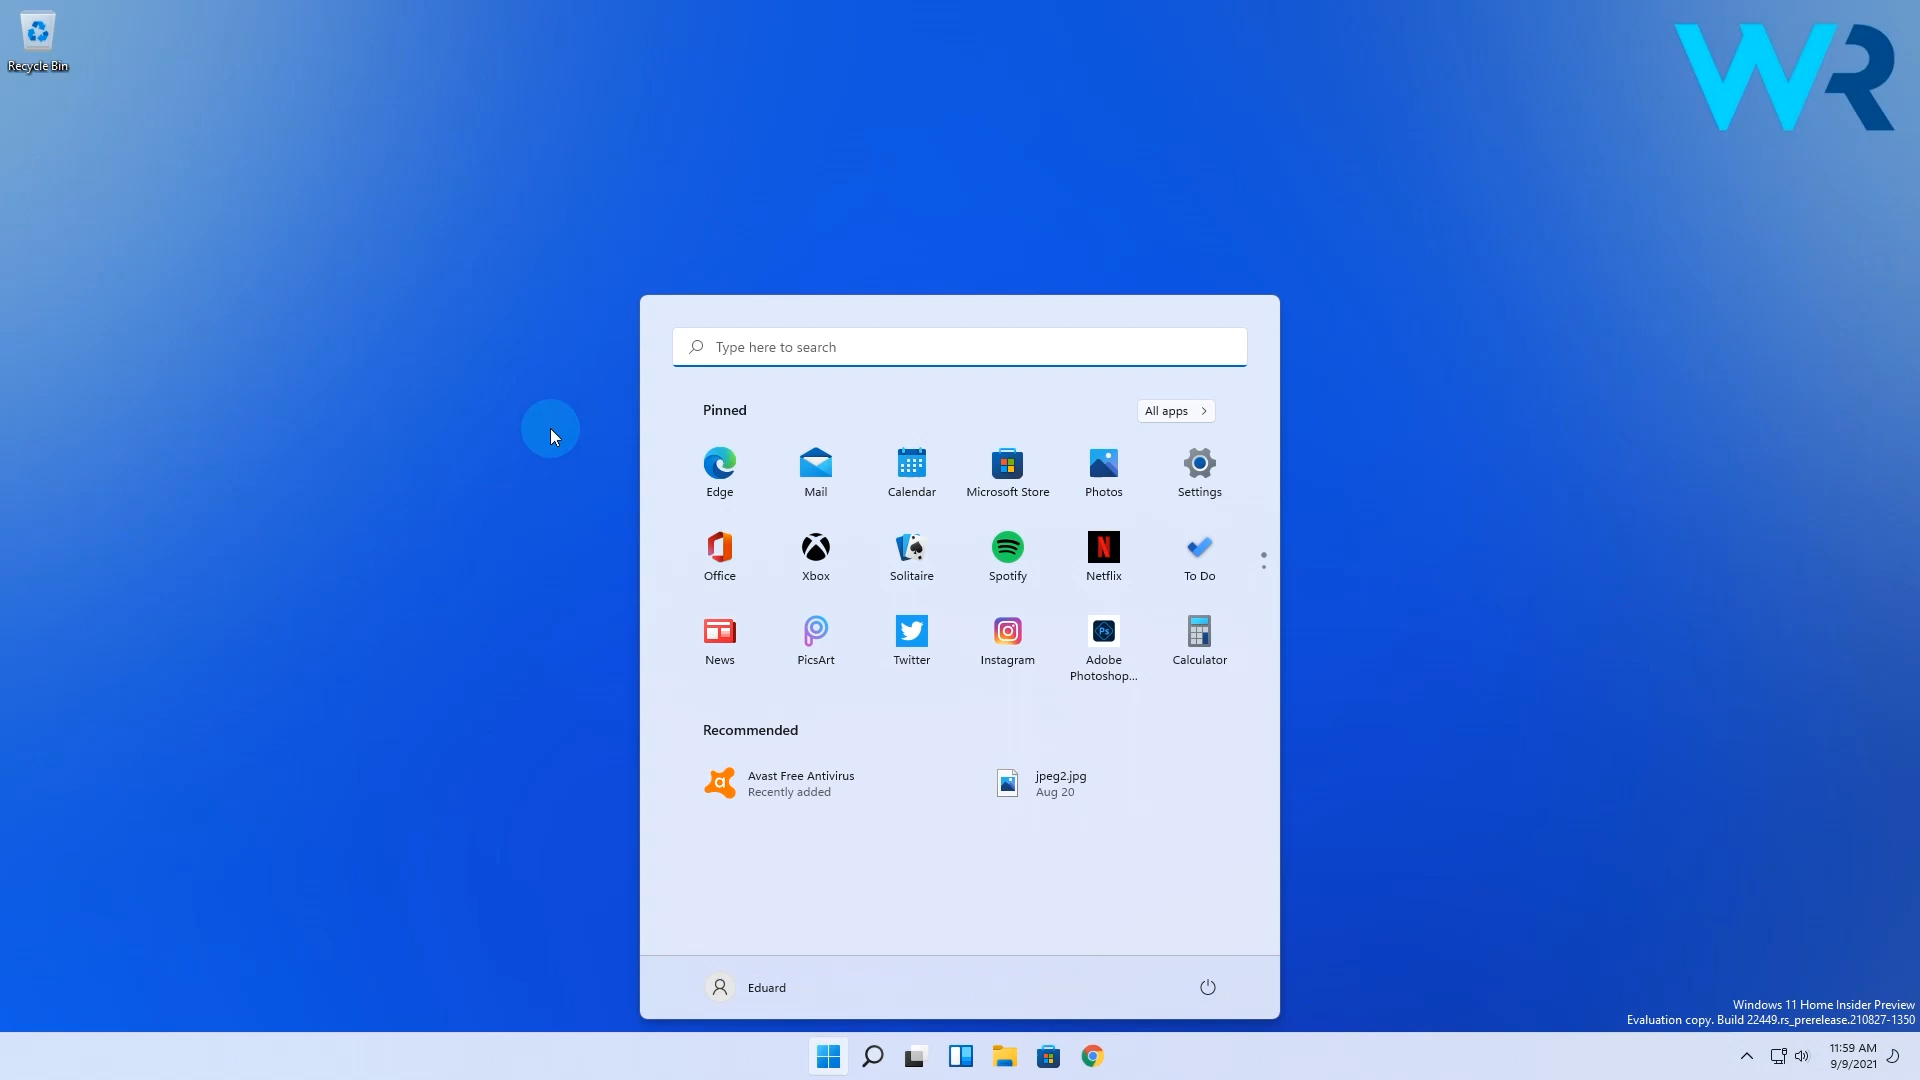 Recycle Bin
WR
Type here to search
Pinned
All apps
Edge
Mail
Calendar
Microsoft Store
Photos
Settings
Office
Xbox
Solitaire
Spotify
Netflix
To Do
News
PicsArt
Twitter
Instagram
Adobe
Photoshop...
Calculator
Recommended
Avast Free Antivirus
Recently added
jpeg2.jpg
Aug 20
Eduard
Windows 11 Home Insider Preview
Evaluation copy. Build 22449.rs_prerelease.210827-1350
11:59 AM
9/9/2021